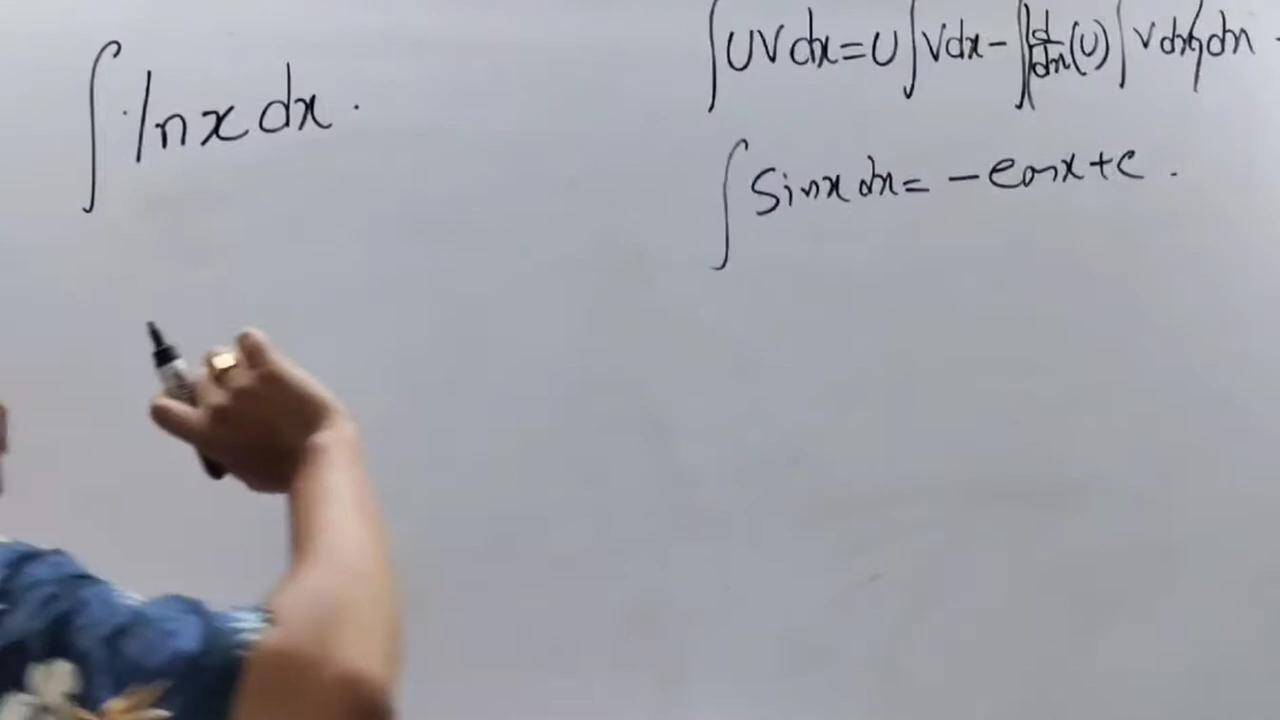 ∫ ln x dx .
∫UV dx = U∫V dx - ∫{d/dx (U) ∫V dx} dx .
∫ Sin x dx = - cos x + c .